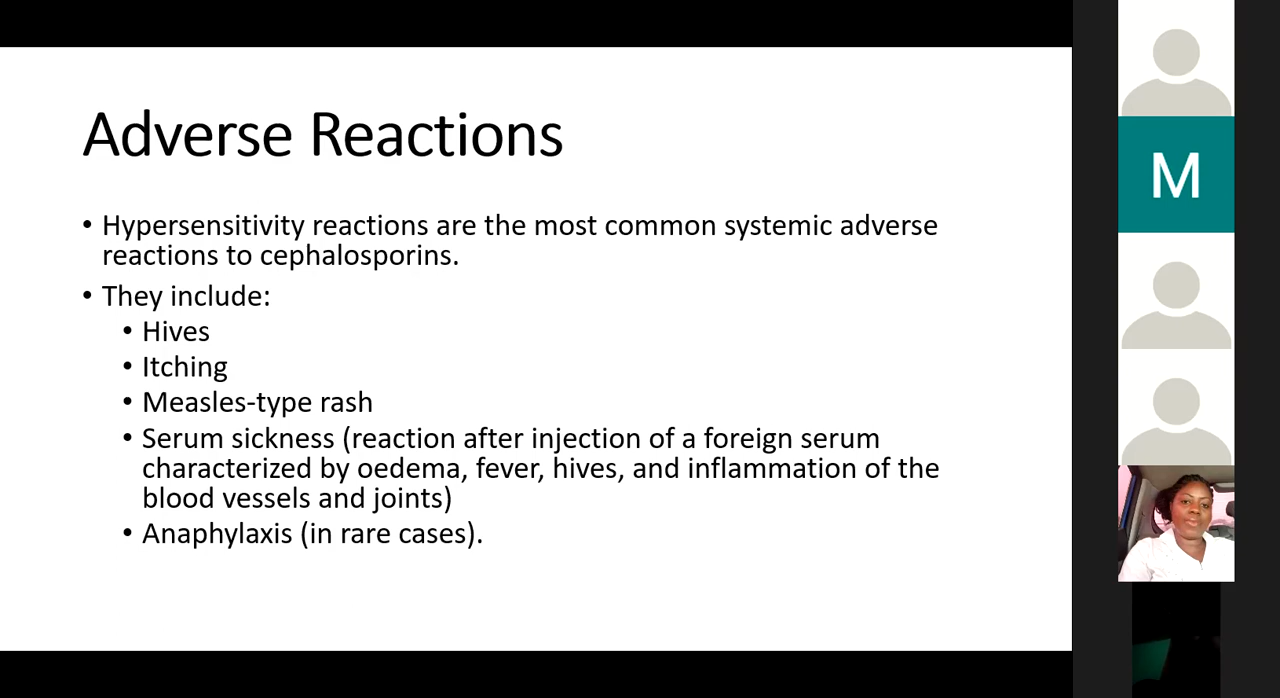 Adverse Reactions
• Hypersensitivity reactions are the most common systemic adverse
reactions to cephalosporins.
• They include:
• Hives
• Itching
• Measles-type rash
• Serum sickness (reaction after injection of a foreign serum
characterized by oedema, fever, hives, and inflammation of the
blood vessels and joints)
• Anaphylaxis (in rare cases).
M